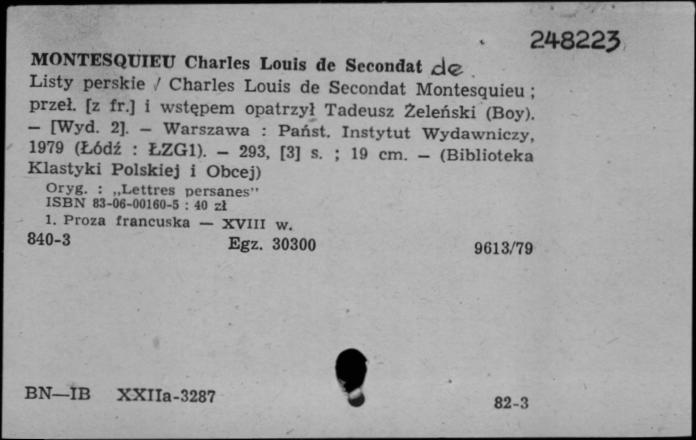 248223
MONTESQUIEU Charles Louis de Secondat de
Listy perskie / Charles Louis de Secondat Montesquieu ;
przeł. [z fr.] i wstępem opatrzył Tadeusz Żeleński (Boy).
— [Wyd. 2]. — Warszawa : Państ. Instytut Wydawniczy,
1979 (Łódź : ŁZG1). — 293, [3] s. ; 19 cm. — (Biblioteka
Klastyki Polskiej i Obcej)
Oryg. : „Lettres persanes"
ISBN 83-06-00160-5 : 40 zł
1. Proza francuska — XVIII w.
840-3 Egz. 30300 9613/79
BN—IB XXIIa-3287 82-3